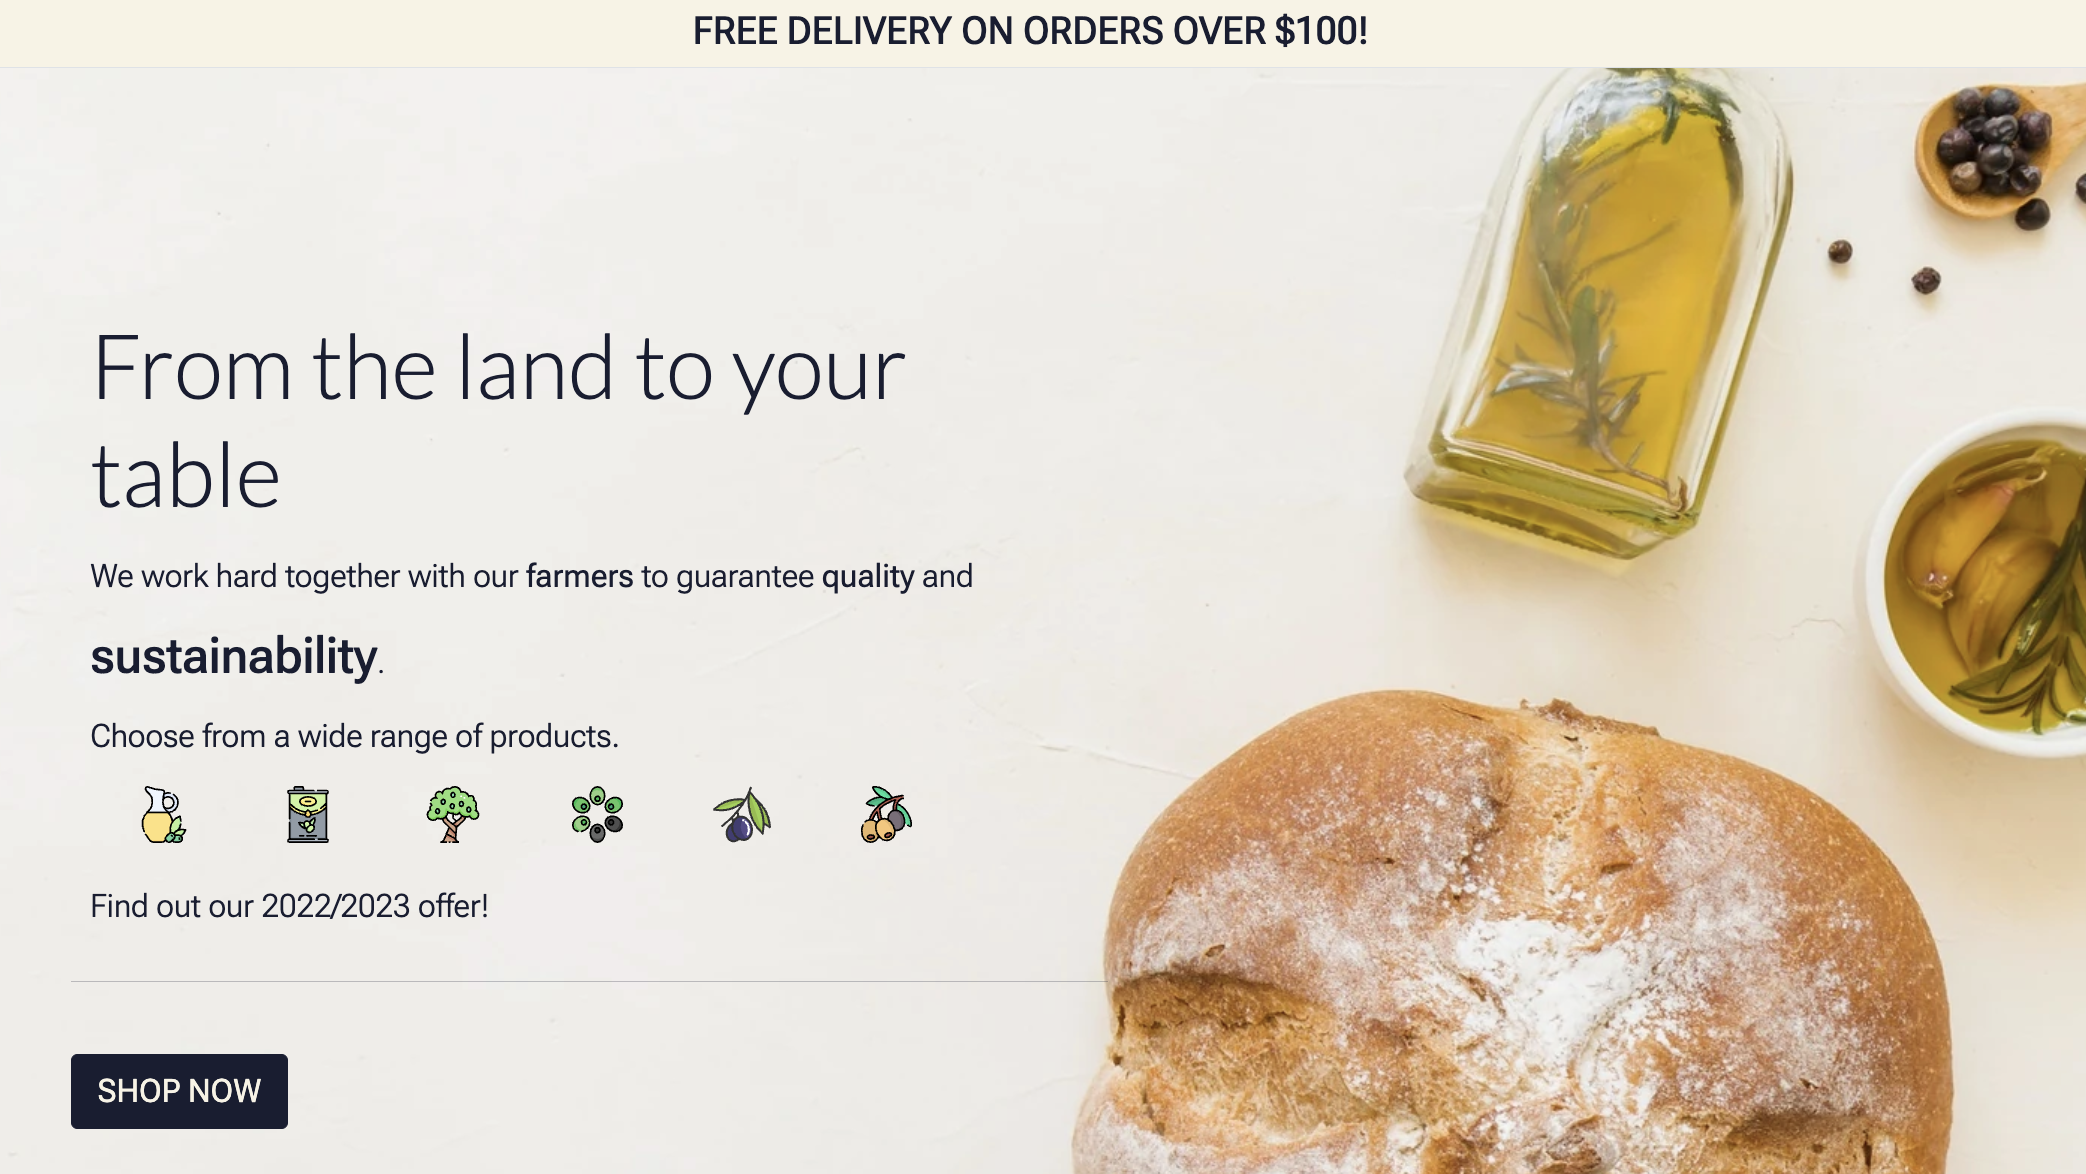 FREE DELIVERY ON ORDERS OVER $100!
From the land to your
table
We work hard together with our farmers to guarantee quality and
sustainability.
Choose from a wide range of products.
Find out our 2022/2023 offer!
SHOP NOW